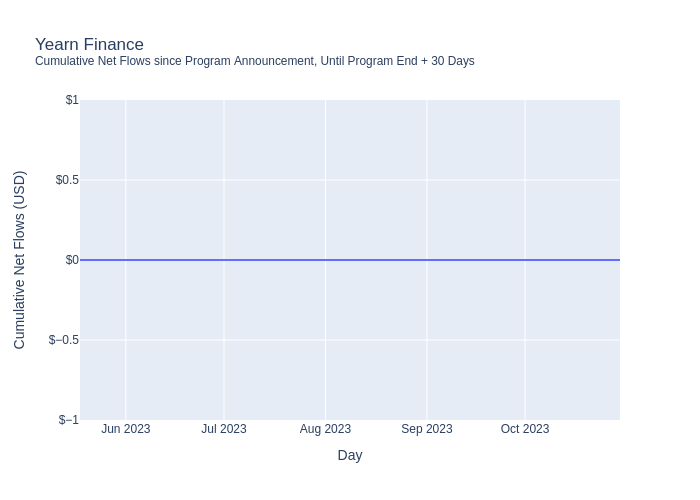 Yearn Finance
Cumulative Net Flows since Program Announcement, Until Program End + 30 Days
$1
$0.5
$0
$−0.5
$−1
Cumulative Net Flows (USD)
Jun 2023
Jul 2023
Aug 2023
Sep 2023
Oct 2023
Day